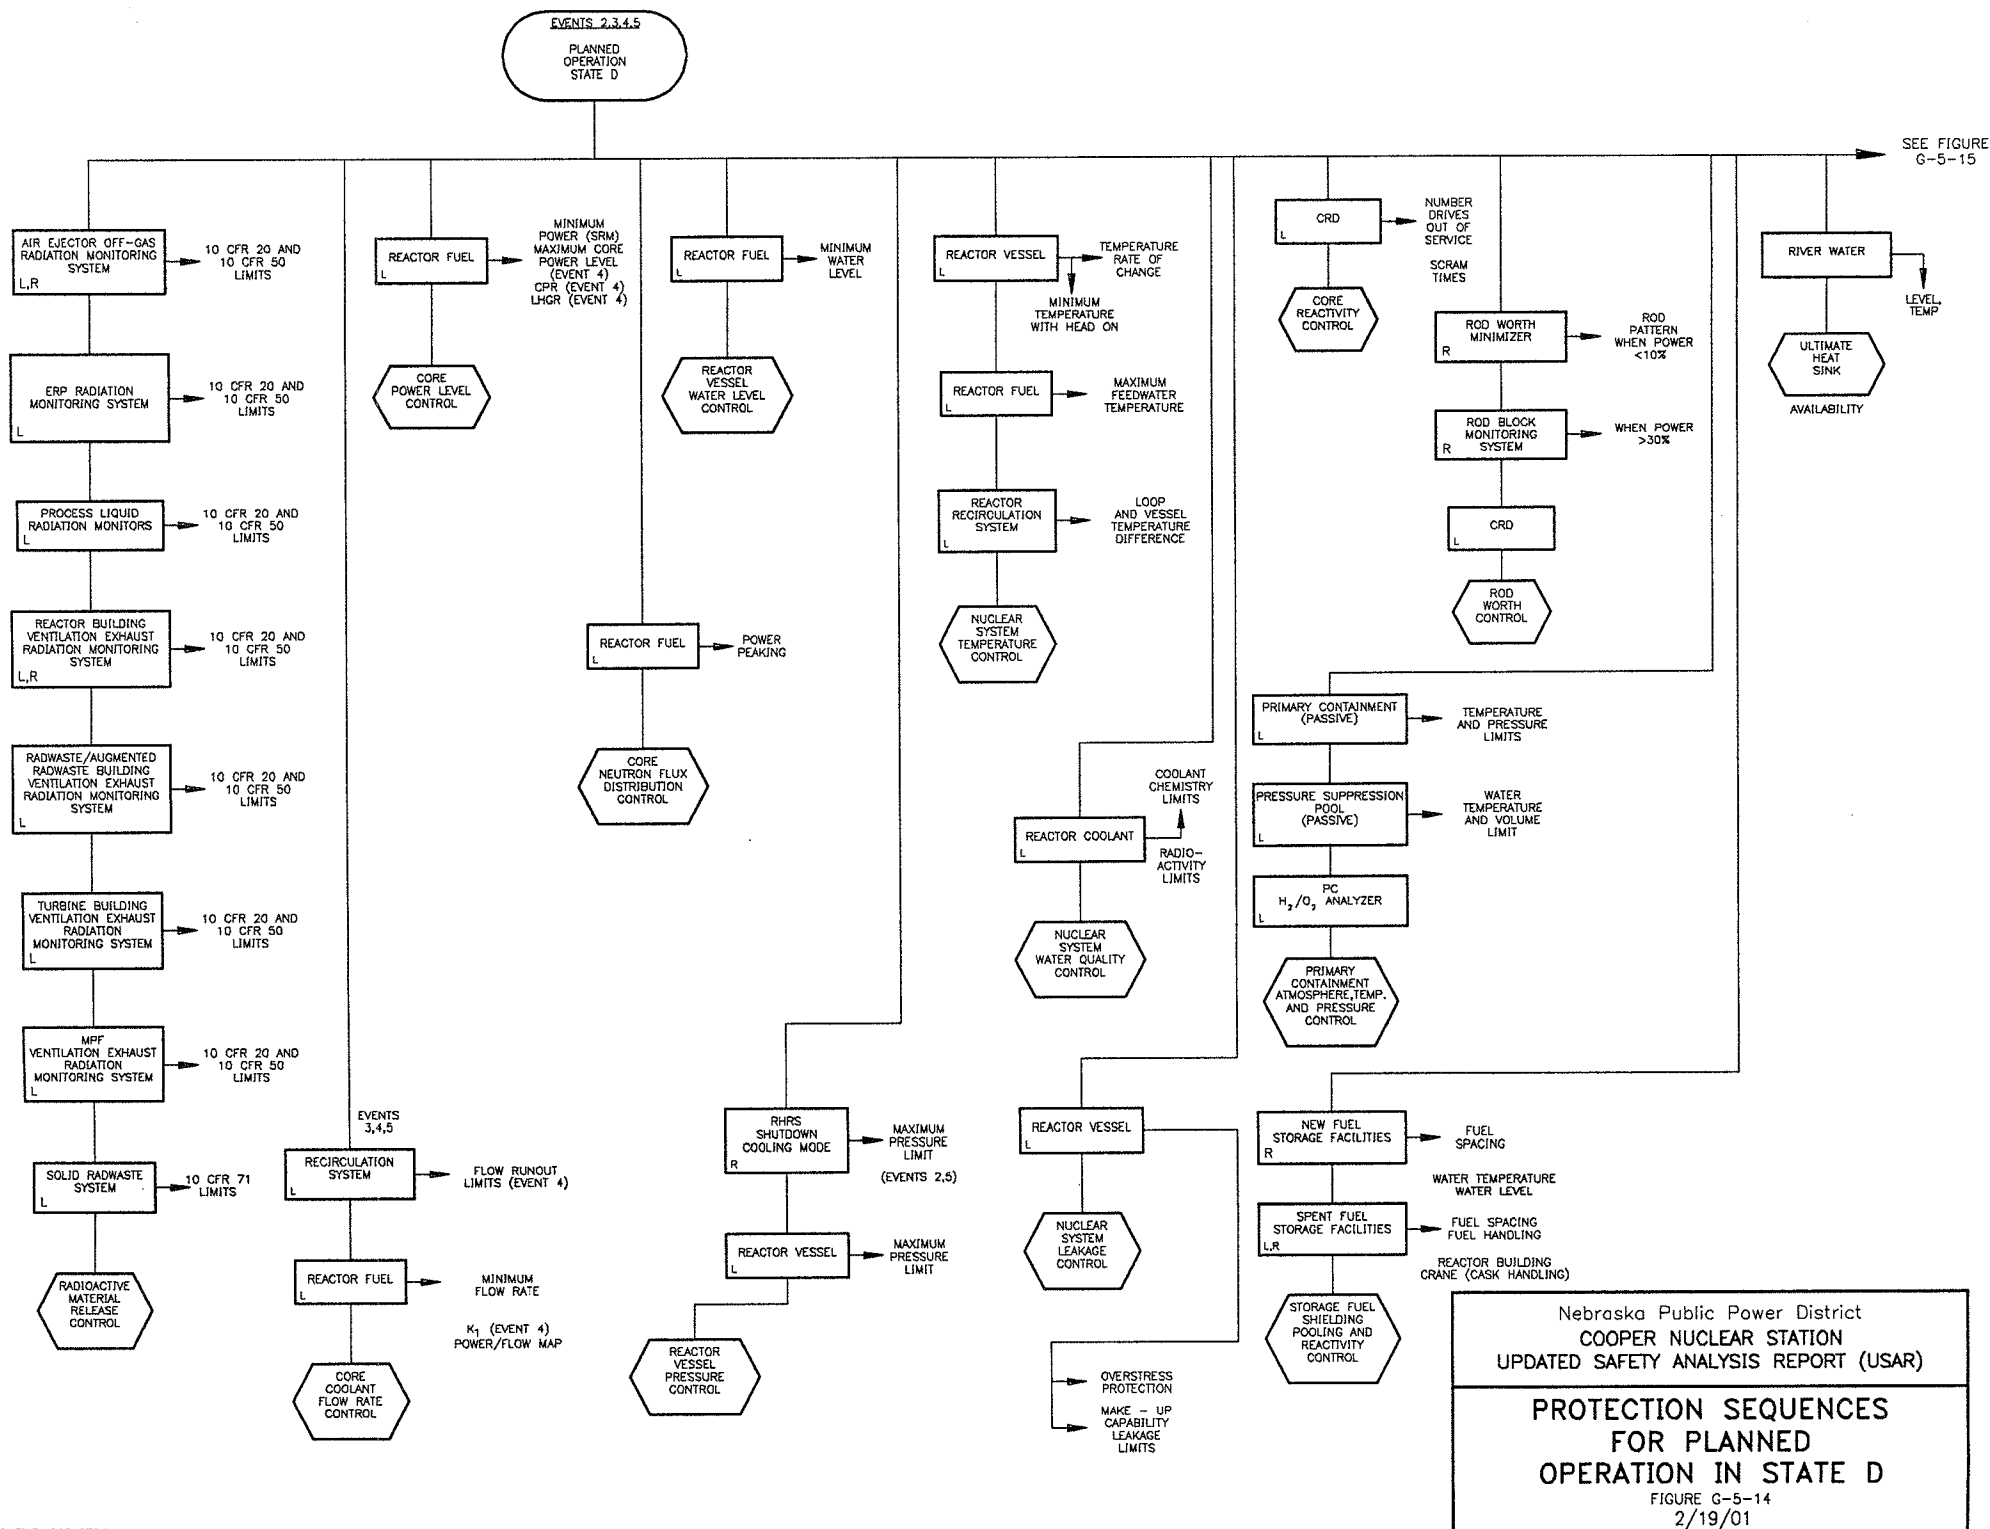 EVENTS 2,3,4,5
PLANNED
OPERATION
STATE D
SEE FIGURE
G-5-15
AIR EJECTOR OFF-GAS
RADIATION MONITORING
SYSTEM
L,R
10 CFR 20 AND
10 CFR 50
LIMITS
ERP RADIATION
MONITORING SYSTEM
L
10 CFR 20 AND
10 CFR 50
LIMITS
PROCESS LIQUID
RADIATION MONITORS
L
10 CFR 20 AND
10 CFR 50
LIMITS
REACTOR BUILDING
VENTILATION EXHAUST
RADIATION MONITORING
SYSTEM
L,R
10 CFR 20 AND
10 CFR 50
LIMITS
RADWASTE/AUGMENTED
RADWASTE BUILDING
VENTILATION EXHAUST
RADIATION MONITORING
SYSTEM
L
10 CFR 20 AND
10 CFR 50
LIMITS
TURBINE BUILDING
VENTILATION EXHAUST
RADIATION
MONITORING SYSTEM
L
10 CFR 20 AND
10 CFR 50
LIMITS
MPF
VENTILATION EXHAUST
RADIATION
MONITORING SYSTEM
L
10 CFR 20 AND
10 CFR 50
LIMITS
SOLID RADWASTE
SYSTEM
L
10 CFR 71
LIMITS
RADIOACTIVE
MATERIAL
RELEASE
CONTROL
EVENTS
3,4,5
RECIRCULATION
SYSTEM
L
FLOW RUNOUT
LIMITS (EVENT 4)
REACTOR FUEL
L
MINIMUM
FLOW RATE
K1 (EVENT 4)
POWER/FLOW MAP
CORE
COOLANT
FLOW RATE
CONTROL
REACTOR FUEL
L
MINIMUM
POWER (SRM)
MAXIMUM CORE
POWER LEVEL
(EVENT 4)
CPR (EVENT 4)
LHGR (EVENT 4)
CORE
POWER LEVEL
CONTROL
REACTOR FUEL
L
POWER
PEAKING
CORE
NEUTRON FLUX
DISTRIBUTION
CONTROL
REACTOR FUEL
L
MINIMUM
WATER
LEVEL
REACTOR
VESSEL
WATER LEVEL
CONTROL
RHRS
SHUTDOWN
COOLING MODE
R
MAXIMUM
PRESSURE
LIMIT
(EVENTS 2,5)
REACTOR VESSEL
L
MAXIMUM
PRESSURE
LIMIT
REACTOR
VESSEL
PRESSURE
CONTROL
REACTOR VESSEL
L
TEMPERATURE
RATE OF
CHANGE
MINIMUM
TEMPERATURE
WITH HEAD ON
REACTOR FUEL
L
MAXIMUM
FEEDWATER
TEMPERATURE
REACTOR
RECIRCULATION
SYSTEM
L
LOOP
AND VESSEL
TEMPERATURE
DIFFERENCE
NUCLEAR
SYSTEM
TEMPERATURE
CONTROL
REACTOR COOLANT
L
COOLANT
CHEMISTRY
LIMITS
RADIO-
ACTIVITY
LIMITS
NUCLEAR
SYSTEM
WATER QUALITY
CONTROL
REACTOR VESSEL
L
NUCLEAR
SYSTEM
LEAKAGE
CONTROL
OVERSTRESS
PROTECTION
MAKE - UP
CAPABILITY
LEAKAGE
LIMITS
CRD
L
NUMBER
DRIVES
OUT OF
SERVICE
SCRAM
TIMES
CORE
REACTIVITY
CONTROL
ROD WORTH
MINIMIZER
R
ROD
PATTERN
WHEN POWER
<10%
ROD BLOCK
MONITORING
SYSTEM
R
WHEN POWER
>30%
CRD
L
ROD
WORTH
CONTROL
PRIMARY CONTAINMENT
(PASSIVE)
L
TEMPERATURE
AND PRESSURE
LIMITS
PRESSURE SUPPRESSION
POOL
(PASSIVE)
L
WATER
TEMPERATURE
AND VOLUME
LIMIT
PC
H2/O2 ANALYZER
L
PRIMARY
CONTAINMENT
ATMOSPHERE,TEMP.
AND PRESSURE
CONTROL
NEW FUEL
STORAGE FACILITIES
R
FUEL
SPACING
WATER TEMPERATURE
WATER LEVEL
SPENT FUEL
STORAGE FACILITIES
L,R
FUEL SPACING
FUEL HANDLING
REACTOR BUILDING
CRANE (CASK HANDLING)
STORAGE FUEL
SHIELDING
POOLING AND
REACTIVITY
CONTROL
RIVER WATER
LEVEL,
TEMP
ULTIMATE
HEAT
SINK
AVAILABILITY
Nebraska Public Power District
COOPER NUCLEAR STATION
UPDATED SAFETY ANALYSIS REPORT (USAR)
PROTECTION SEQUENCES
FOR PLANNED
OPERATION IN STATE D
FIGURE G-5-14
2/19/01